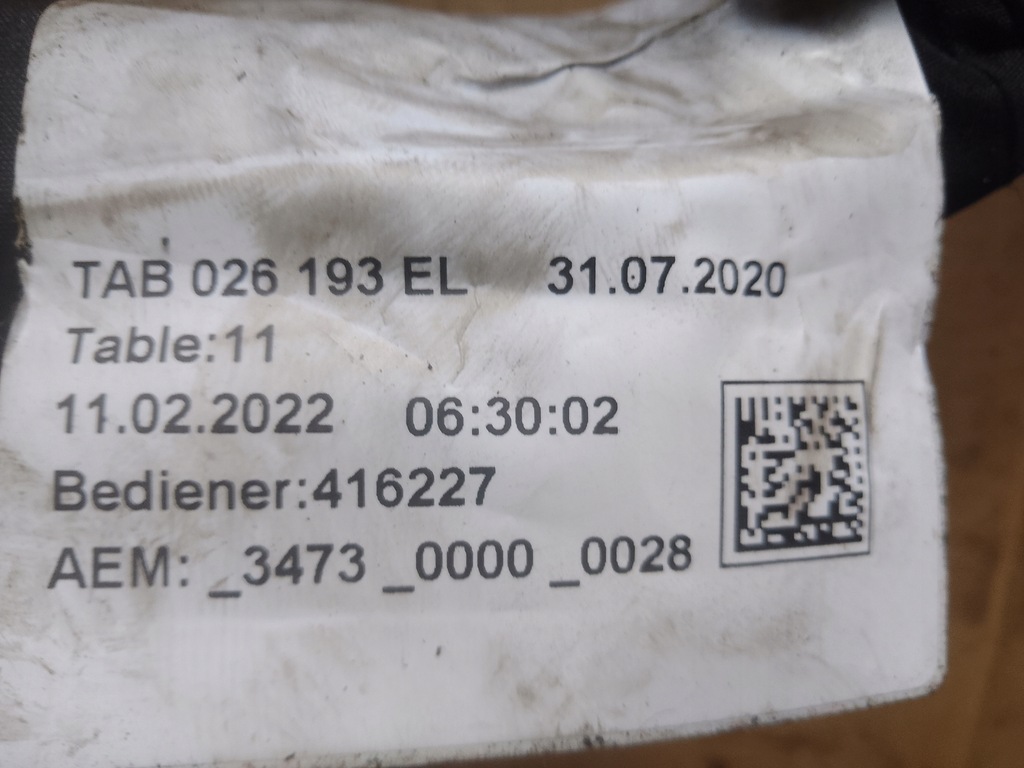 TAB 026 193 EL 31.07.2020
Table:11
11.02.2022 06:30:02
Bediener:416227
AEM: _3473 _0000 _0028